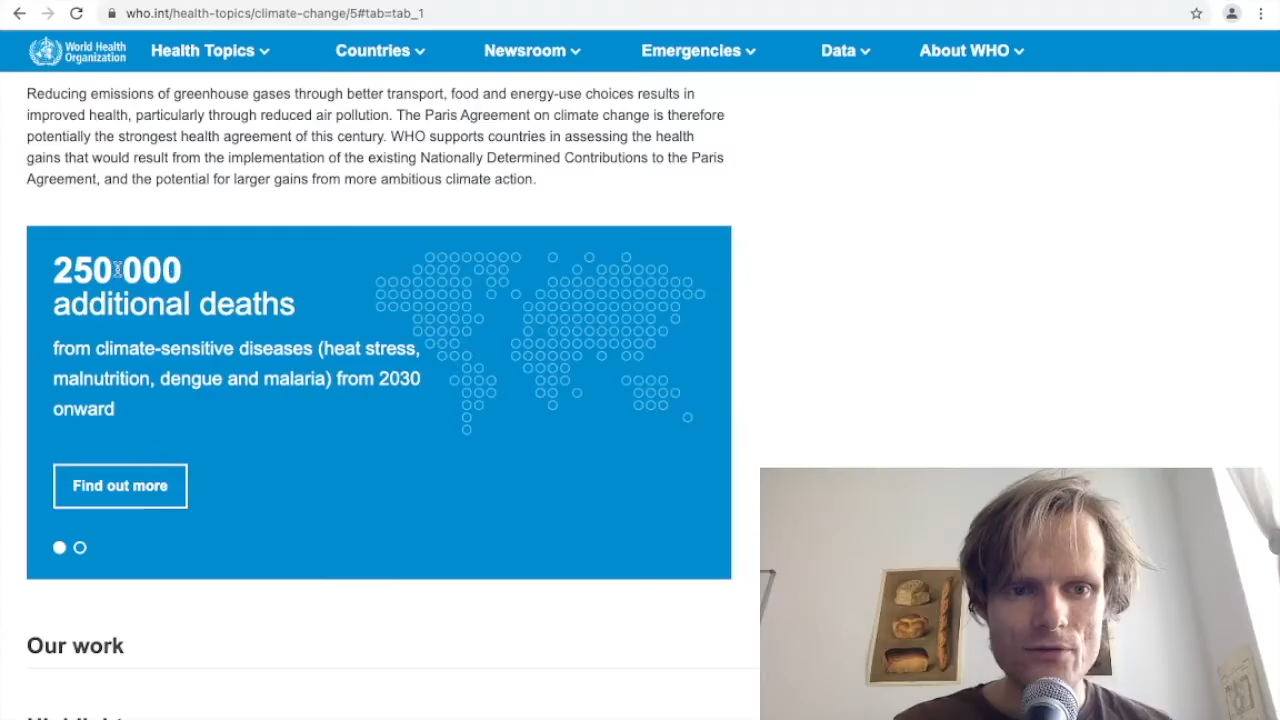 who.int/health-topics/climate-change/5#tab=tab_1
World Health
Organization
Health Topics
Countries
Newsroom
Emergencies
Data
About WHO
Reducing emissions of greenhouse gases through better transport, food and energy-use choices results in
improved health, particularly through reduced air pollution. The Paris Agreement on climate change is therefore
potentially the strongest health agreement of this century. WHO supports countries in assessing the health
gains that would result from the implementation of the existing Nationally Determined Contributions to the Paris
Agreement, and the potential for larger gains from more ambitious climate action.
250 000
additional deaths
from climate-sensitive diseases (heat stress,
malnutrition, dengue and malaria) from 2030
onward
Find out more
Our work